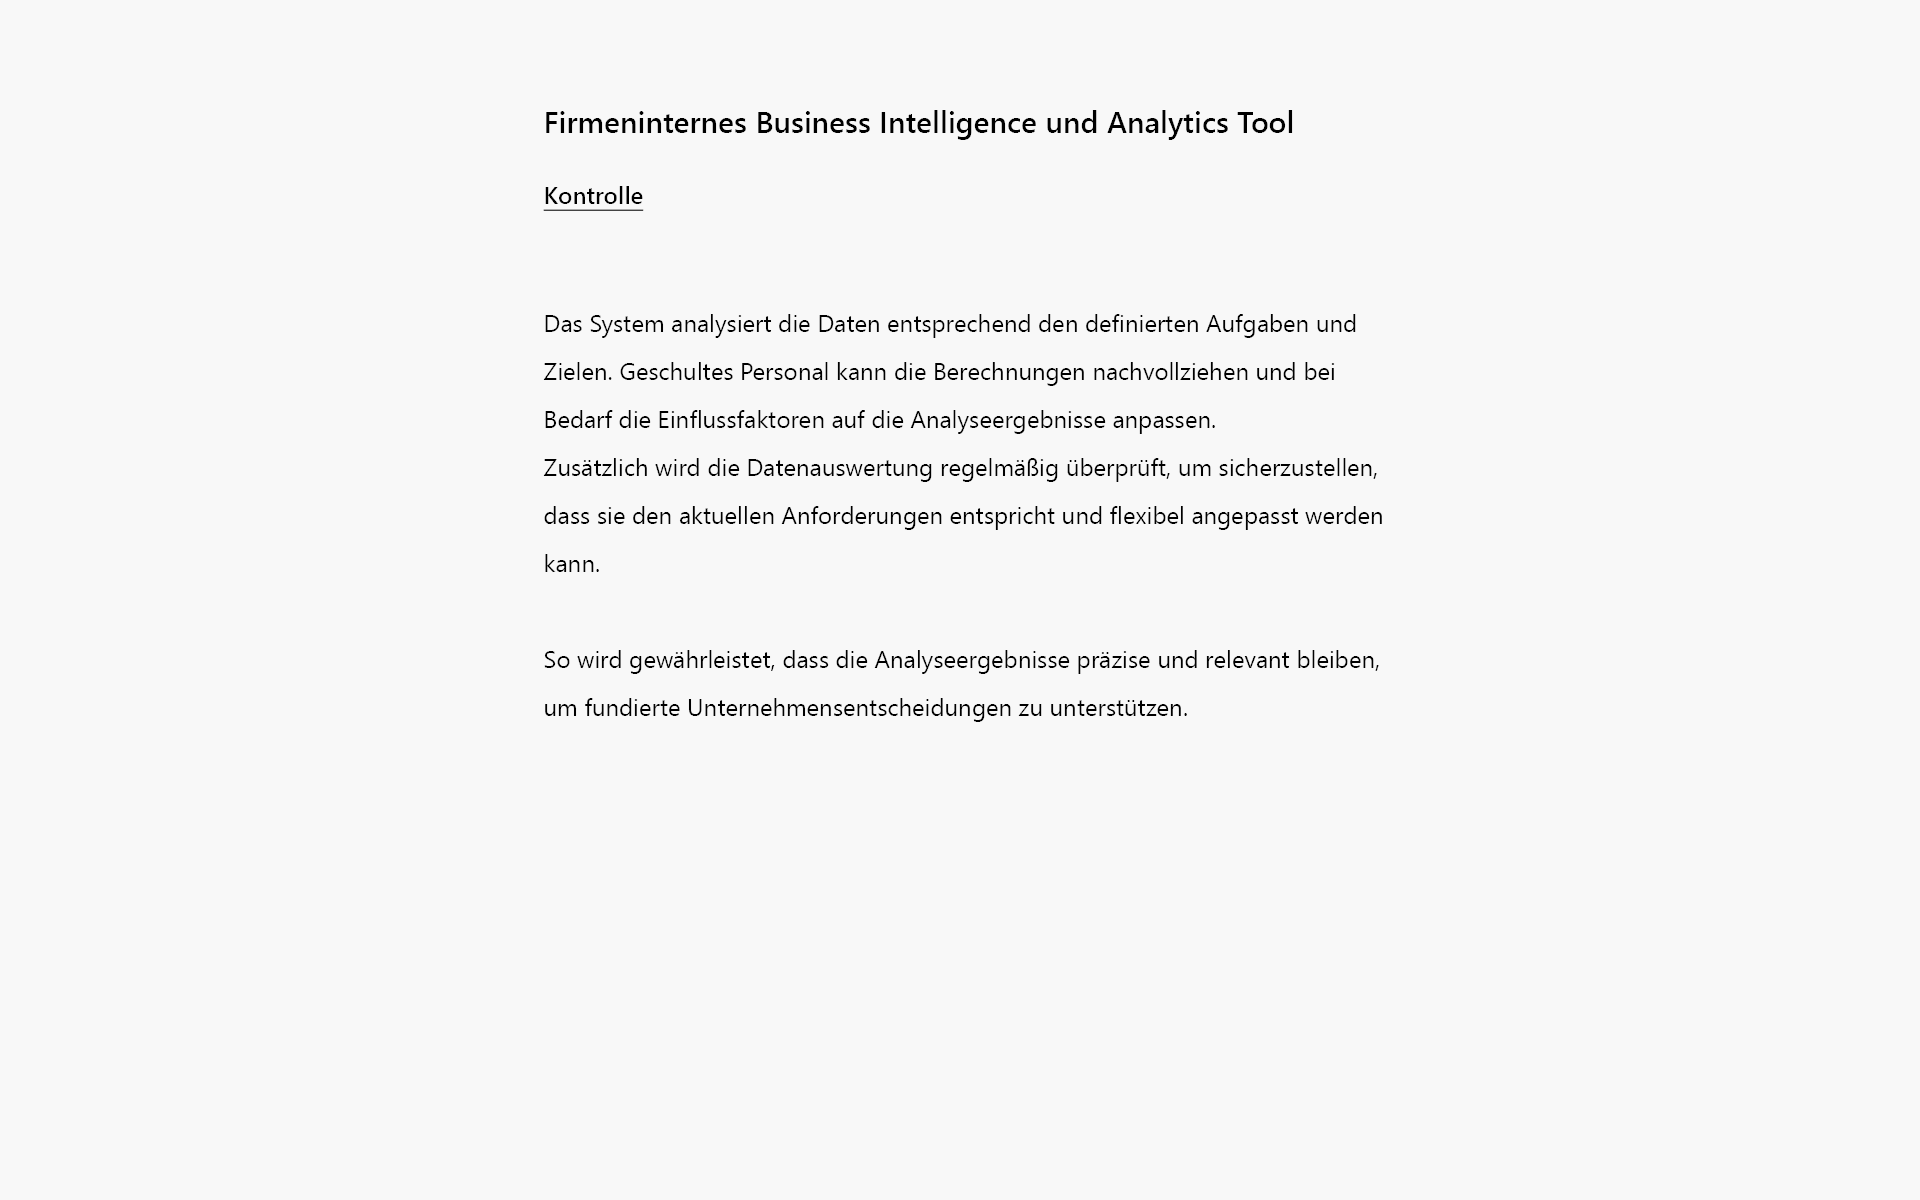 Firmeninternes Business Intelligence und Analytics Tool
Kontrolle
Das System analysiert die Daten entsprechend den definierten Aufgaben und
Zielen. Geschultes Personal kann die Berechnungen nachvollziehen und bei
Bedarf die Einflussfaktoren auf die Analyseergebnisse anpassen.
Zusätzlich wird die Datenauswertung regelmäßig überprüft, um sicherzustellen,
dass sie den aktuellen Anforderungen entspricht und flexibel angepasst werden
kann.
So wird gewährleistet, dass die Analyseergebnisse präzise und relevant bleiben,
um fundierte Unternehmensentscheidungen zu unterstützen.